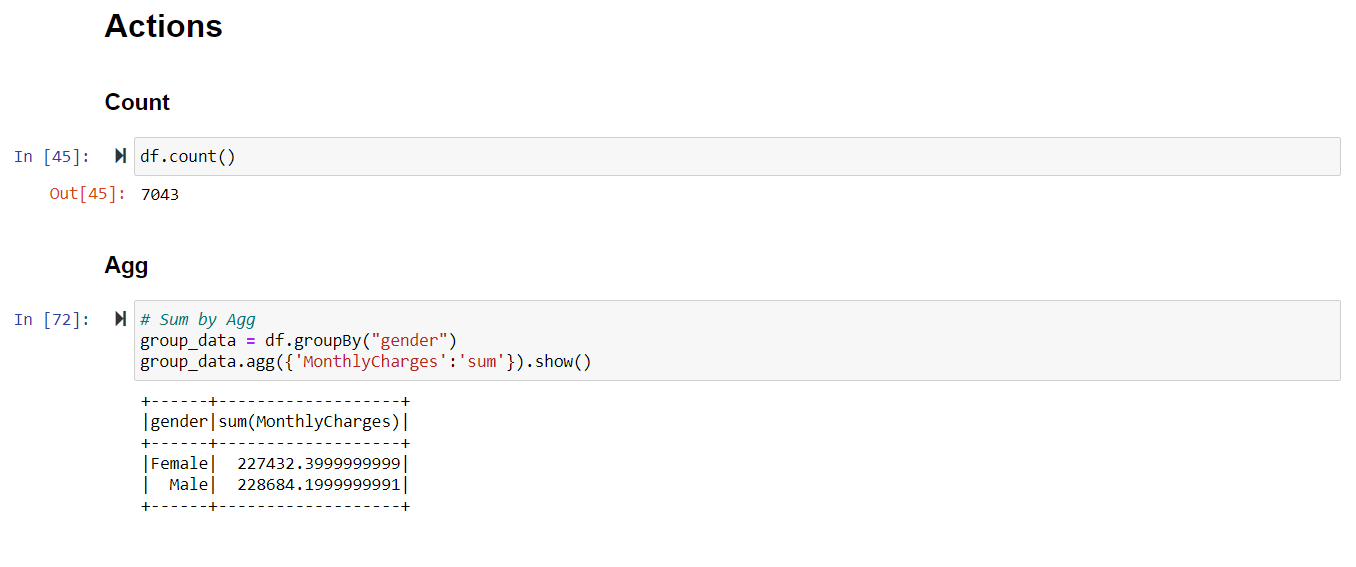 Actions
Count
In [45]: df.count()
Out[45]: 7043
Agg
In [72]: # Sum by Agg
group_data = df.groupBy("gender")
group_data.agg({'MonthlyCharges':'sum'}).show()
+------+-------------------+
|gender|sum(MonthlyCharges)|
+------+-------------------+
|Female|  227432.3999999999|
|  Male|  228684.1999999991|
+------+-------------------+